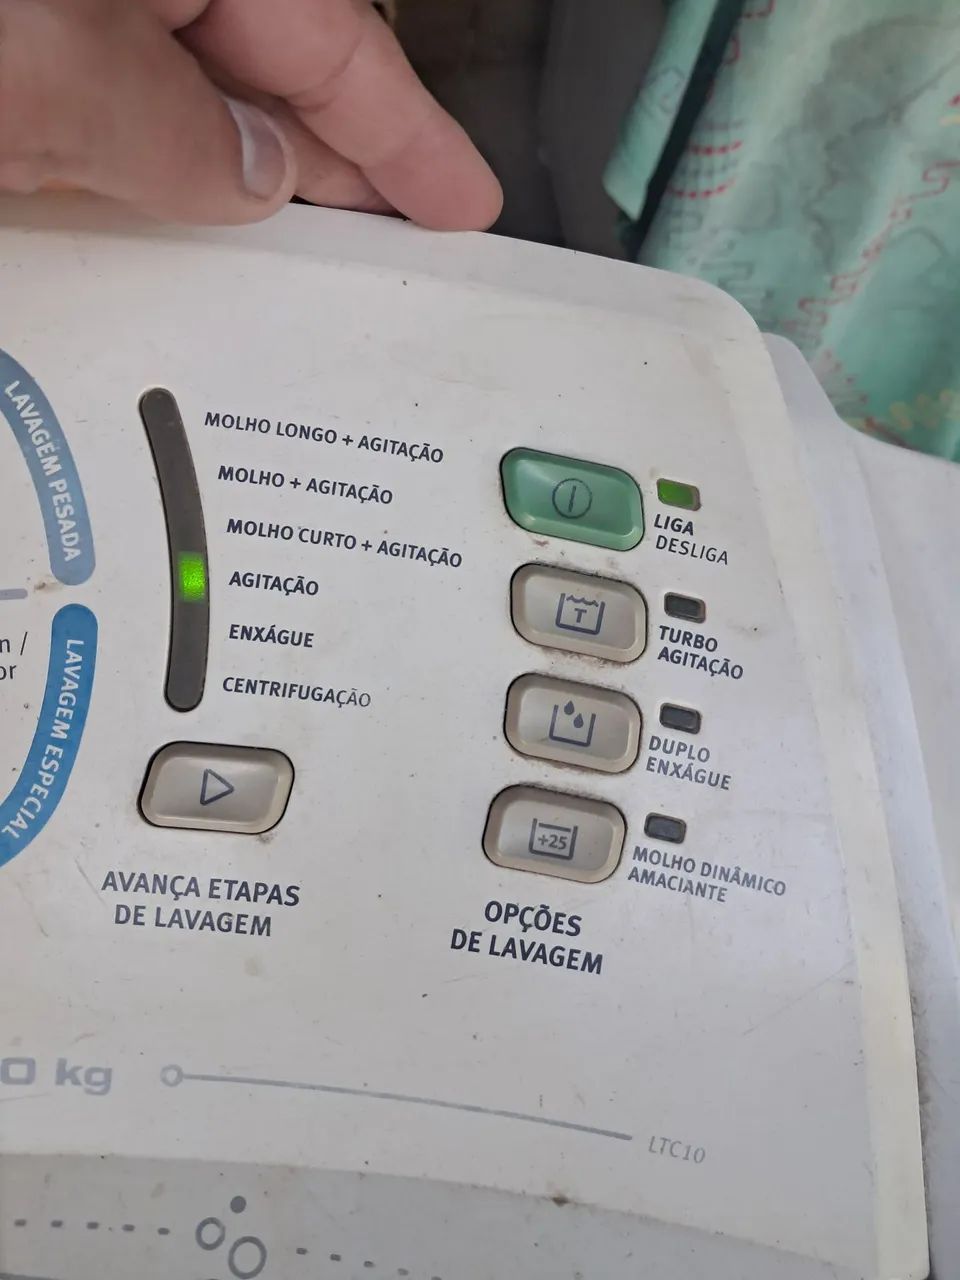 LAVAGEM PESADA
LAVAGEM ESPECIAL
MOLHO LONGO + AGITAÇÃO
MOLHO + AGITAÇÃO
MOLHO CURTO + AGITAÇÃO
AGITAÇÃO
ENXÁGUE
CENTRIFUGAÇÃO
AVANÇA ETAPAS
DE LAVAGEM
LIGA
DESLIGA
T
TURBO
AGITAÇÃO
DUPLO
ENXÁGUE
+25
MOLHO DINÂMICO
AMACIANTE
OPÇÕES
DE LAVAGEM
0 kg
LTC10